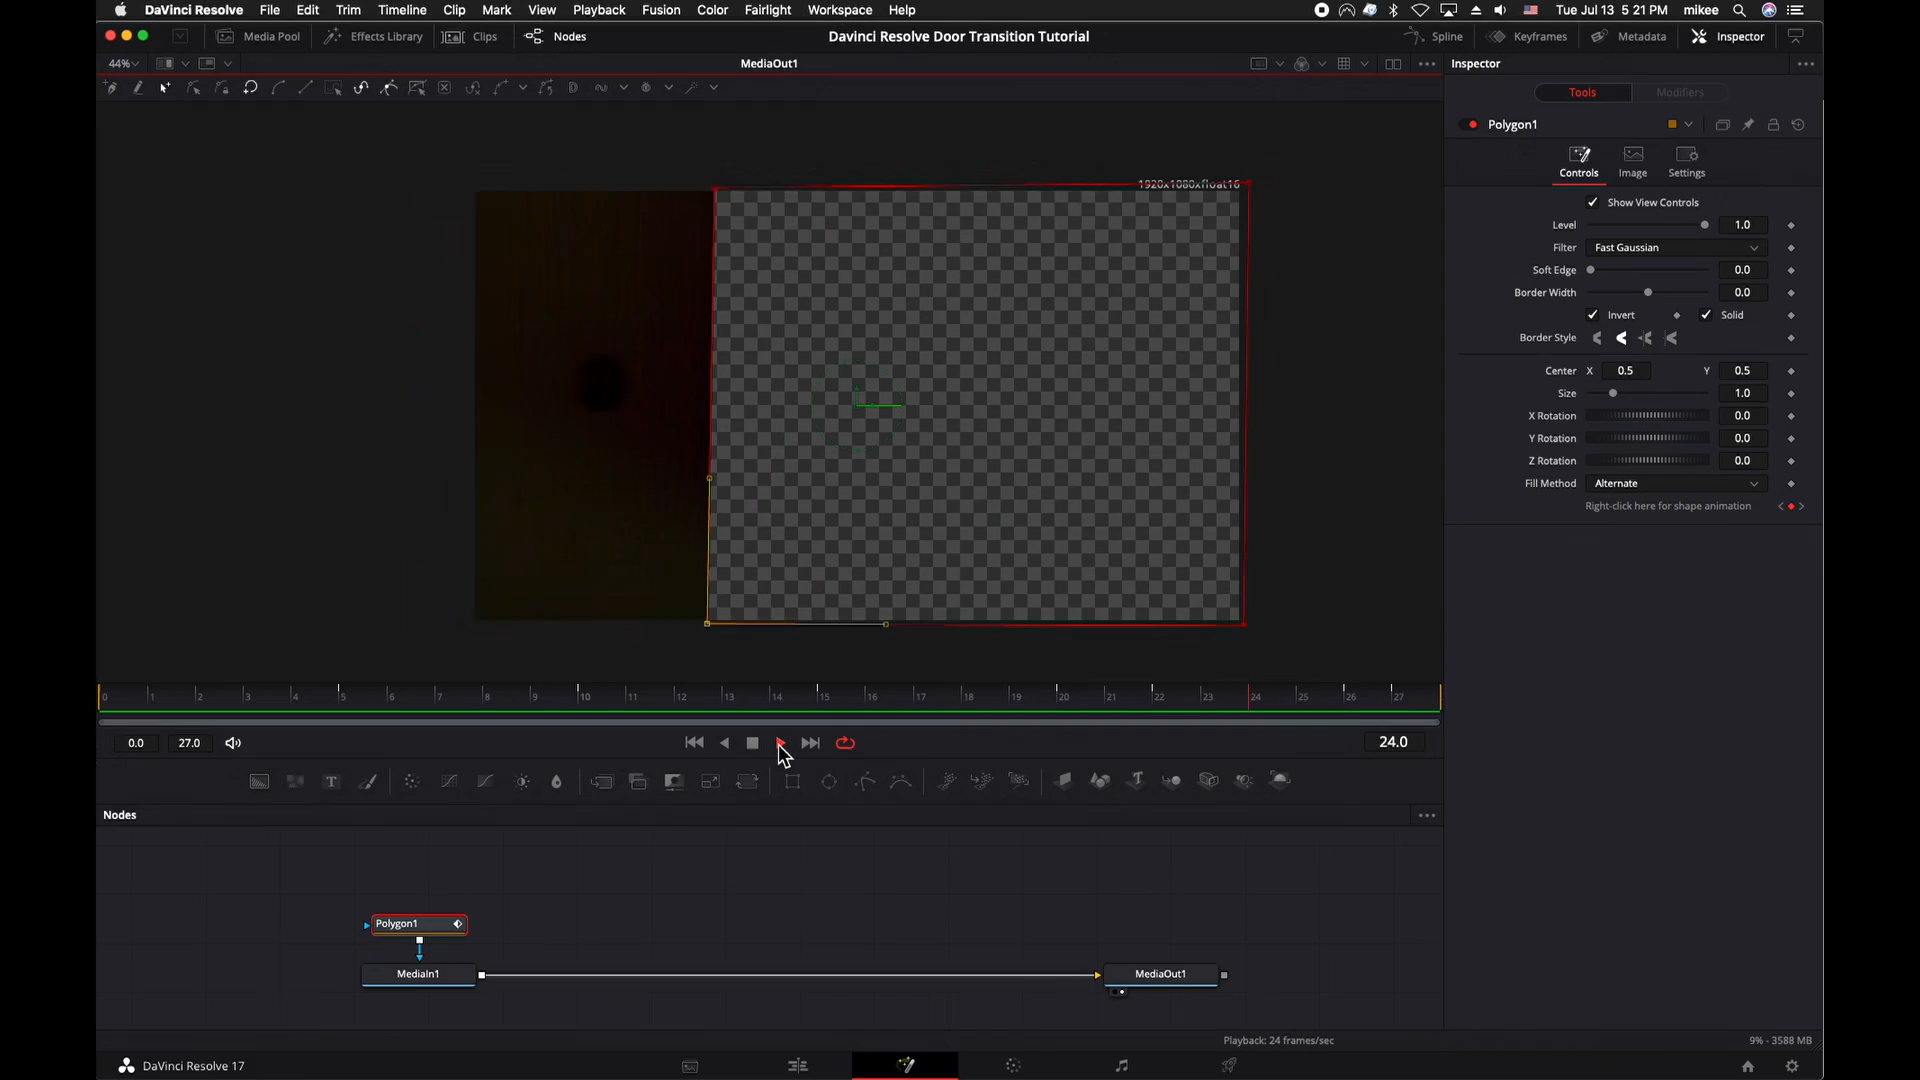 DaVinci Resolve File Edit Trim Timeline Clip Mark View Playback Fusion Color Fairlight Workspace Help Tue Jul 13 5 21 PM mikee
Media Pool Effects Library Clips Nodes Davinci Resolve Door Transition Tutorial Spline Keyframes Metadata Inspector
44% MediaOut1 Inspector
Tools Modifiers
Polygon1
Controls Image Settings
1920x1080xfloat16
Show View Controls
Level 1.0
Filter Fast Gaussian
Soft Edge 0.0
Border Width 0.0
Invert Solid
Border Style
Center X 0.5 Y 0.5
Size 1.0
X Rotation 0.0
Y Rotation 0.0
Z Rotation 0.0
Fill Method Alternate
Right-click here for shape animation
0 1 2 3 4 5 6 7 8 9 10 11 12 13 14 15 16 17 18 19 20 21 22 23 24 25 26 27
0.0 27.0 24.0
T
Nodes
Polygon1
MediaIn1 MediaOut1
Playback: 24 frames/sec 9% - 3588 MB
DaVinci Resolve 17